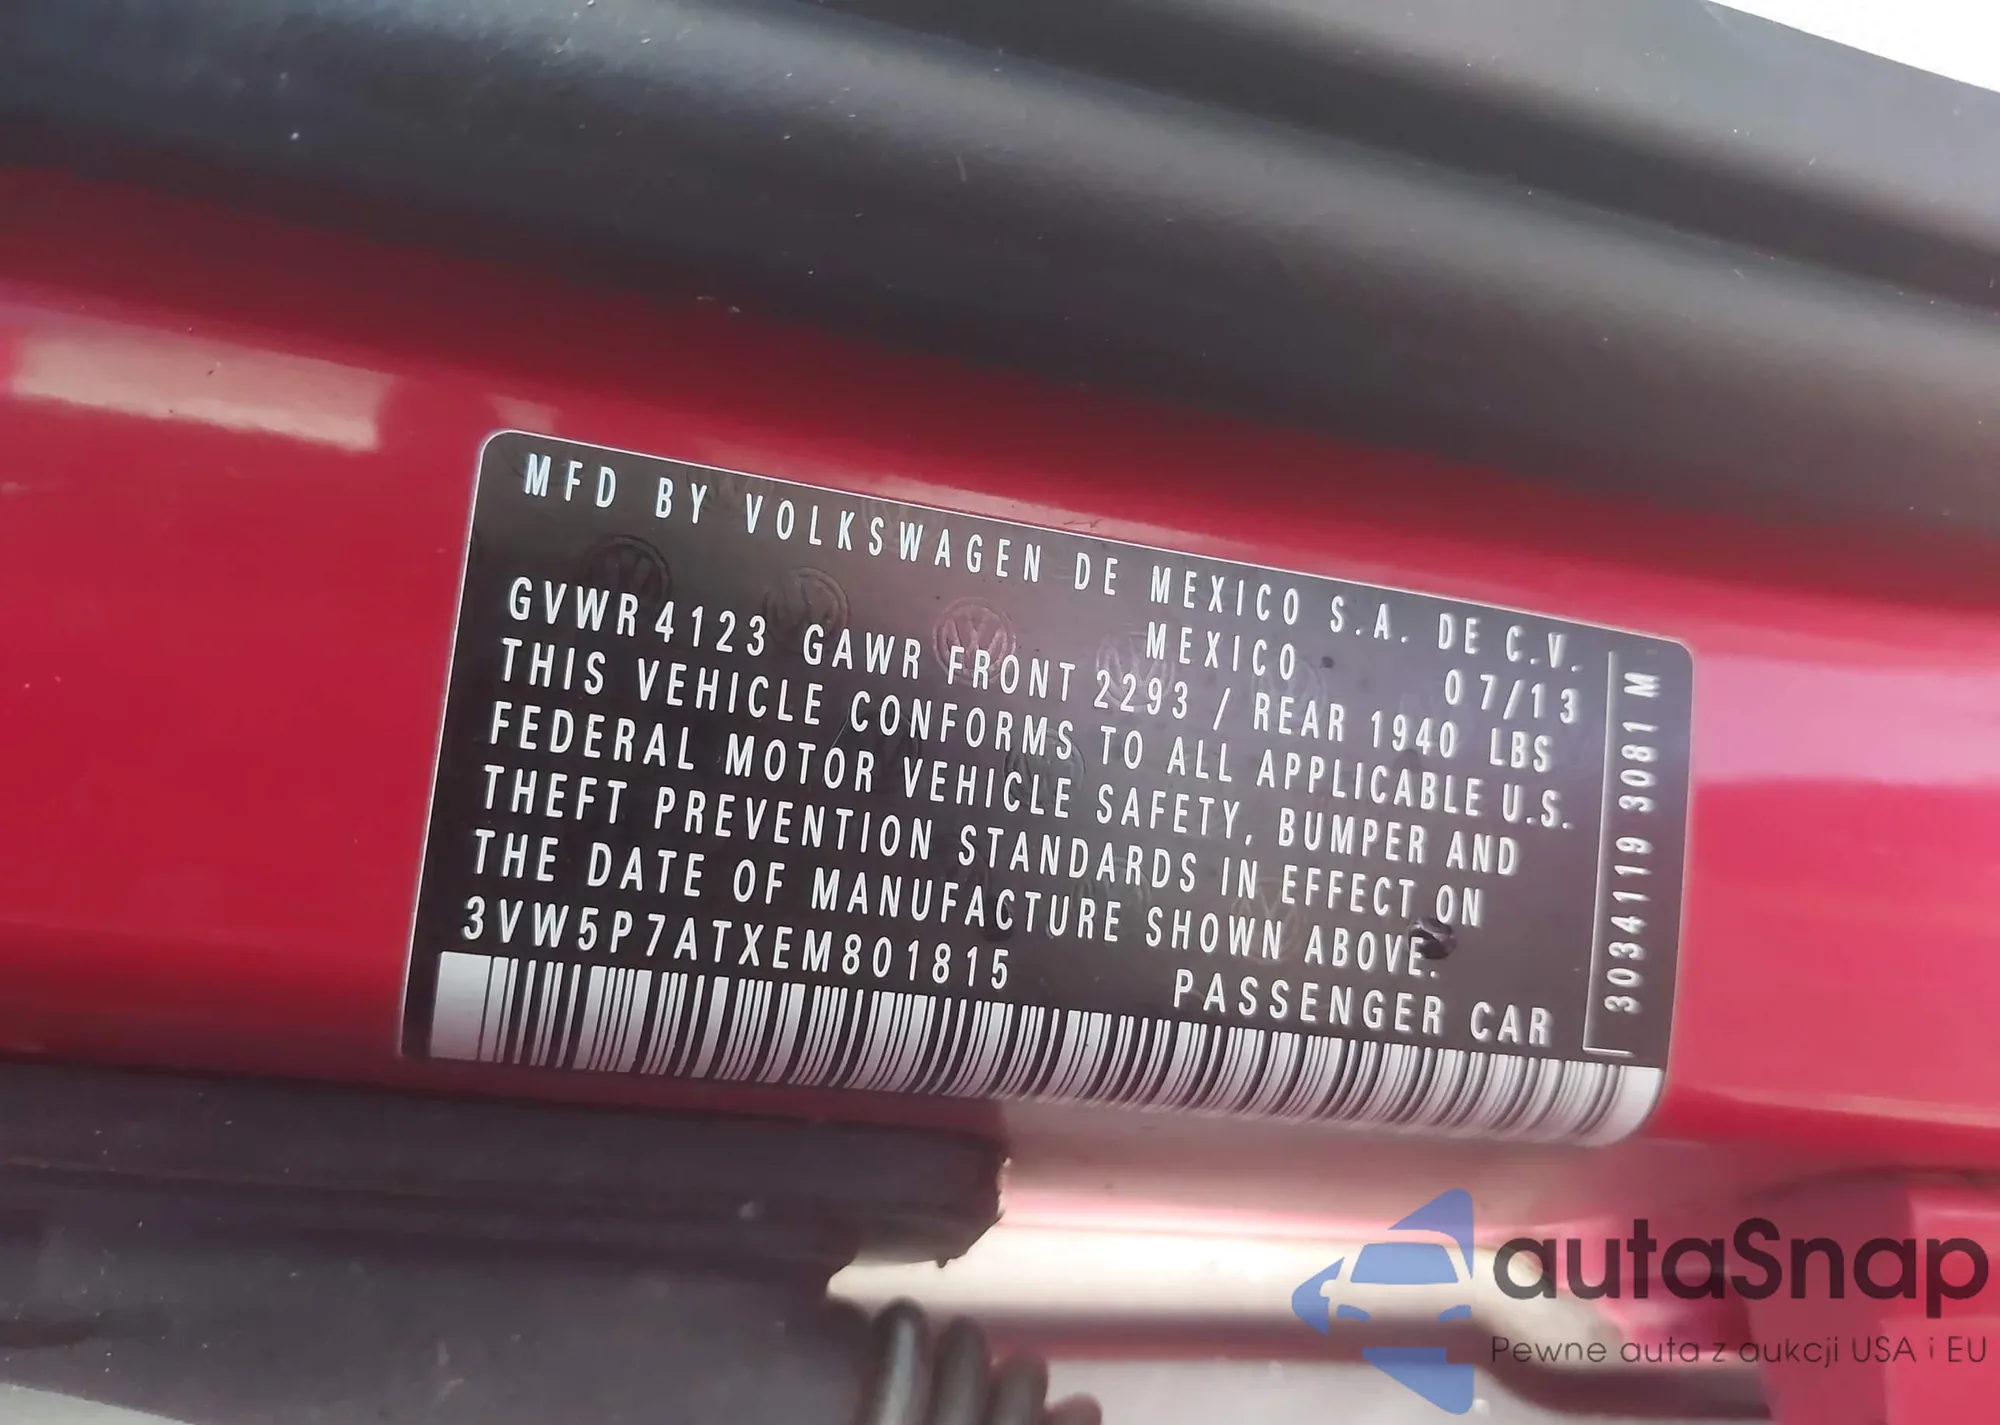 MFD BY VOLKSWAGEN DE MEXICO S.A. DE C.V.
MEXICO 07/13
GVWR 4123 GAWR FRONT 2293 / REAR 1940 LBS
THIS VEHICLE CONFORMS TO ALL APPLICABLE U.S.
FEDERAL MOTOR VEHICLE SAFETY, BUMPER AND
THEFT PREVENTION STANDARDS IN EFFECT ON
THE DATE OF MANUFACTURE SHOWN ABOVE.
3VW5P7ATXEM801815 PASSENGER CAR
3034119 3081 M
autaSnap
Pewne auta z aukcji USA i EU